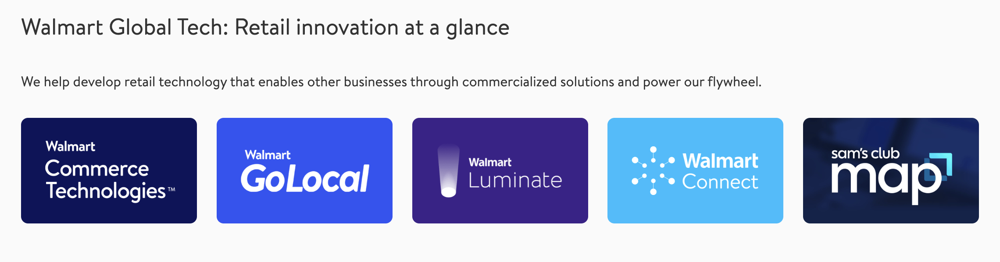 Walmart Global Tech: Retail innovation at a glance
We help develop retail technology that enables other businesses through commercialized solutions and power our flywheel.
Walmart
Commerce
Technologies™
Walmart
GoLocal
Walmart
Luminate
Walmart
Connect
sam's club
map